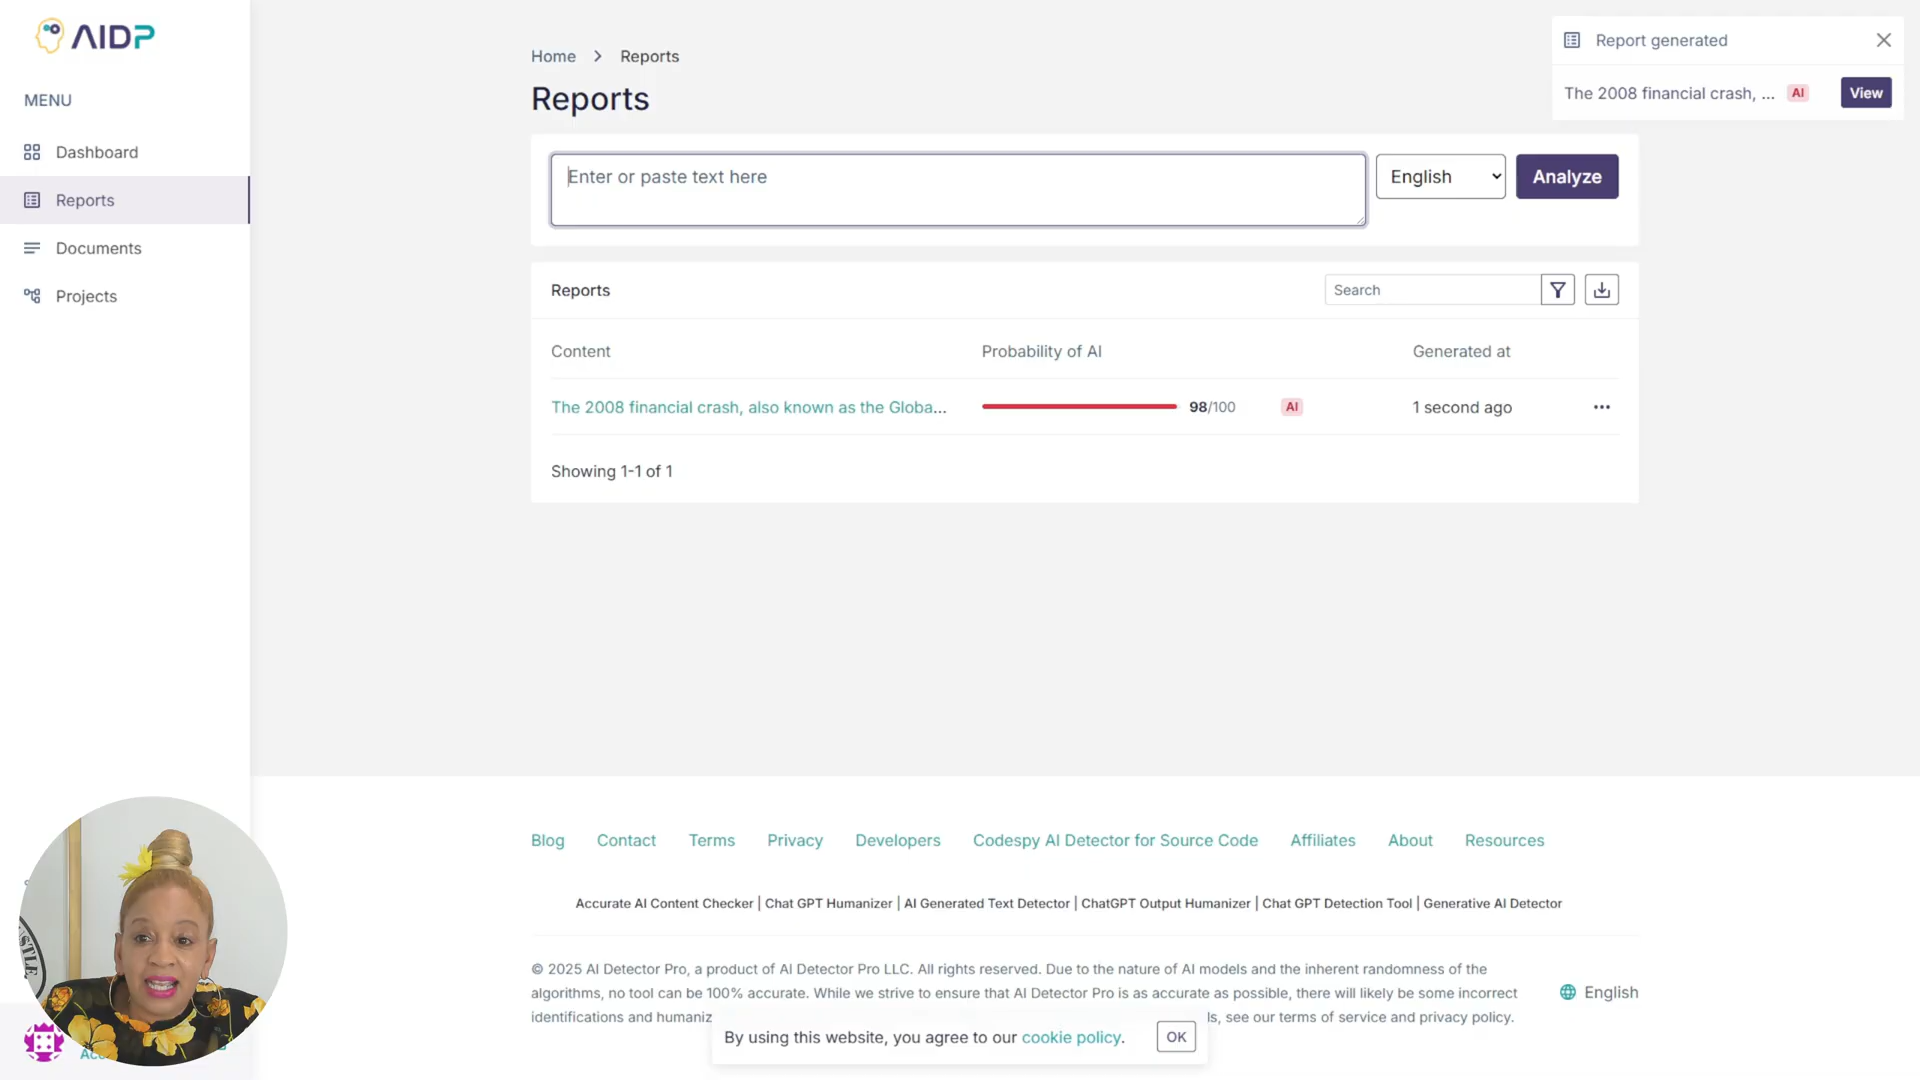 AIDP
Home > Reports
Report generated
MENU
Reports
The 2008 financial crash, ... AI View
Dashboard
Enter or paste text here English Analyze
Reports
Documents
Reports Search
Projects
Content Probability of AI Generated at
The 2008 financial crash, also known as the Globa... 98/100 AI 1 second ago ...
Showing 1-1 of 1
Blog Contact Terms Privacy Developers Codespy AI Detector for Source Code Affiliates About Resources
Accurate AI Content Checker | Chat GPT Humanizer | AI Generated Text Detector | ChatGPT Output Humanizer | Chat GPT Detection Tool | Generative AI Detector
© 2025 AI Detector Pro, a product of AI Detector Pro LLC. All rights reserved. Due to the nature of AI models and the inherent randomness of the
algorithms, no tool can be 100% accurate. While we strive to ensure that AI Detector Pro is as accurate as possible, there will likely be some incorrect
English
identifications and humaniz
ls, see our terms of service and privacy policy.
By using this website, you agree to our cookie policy. OK